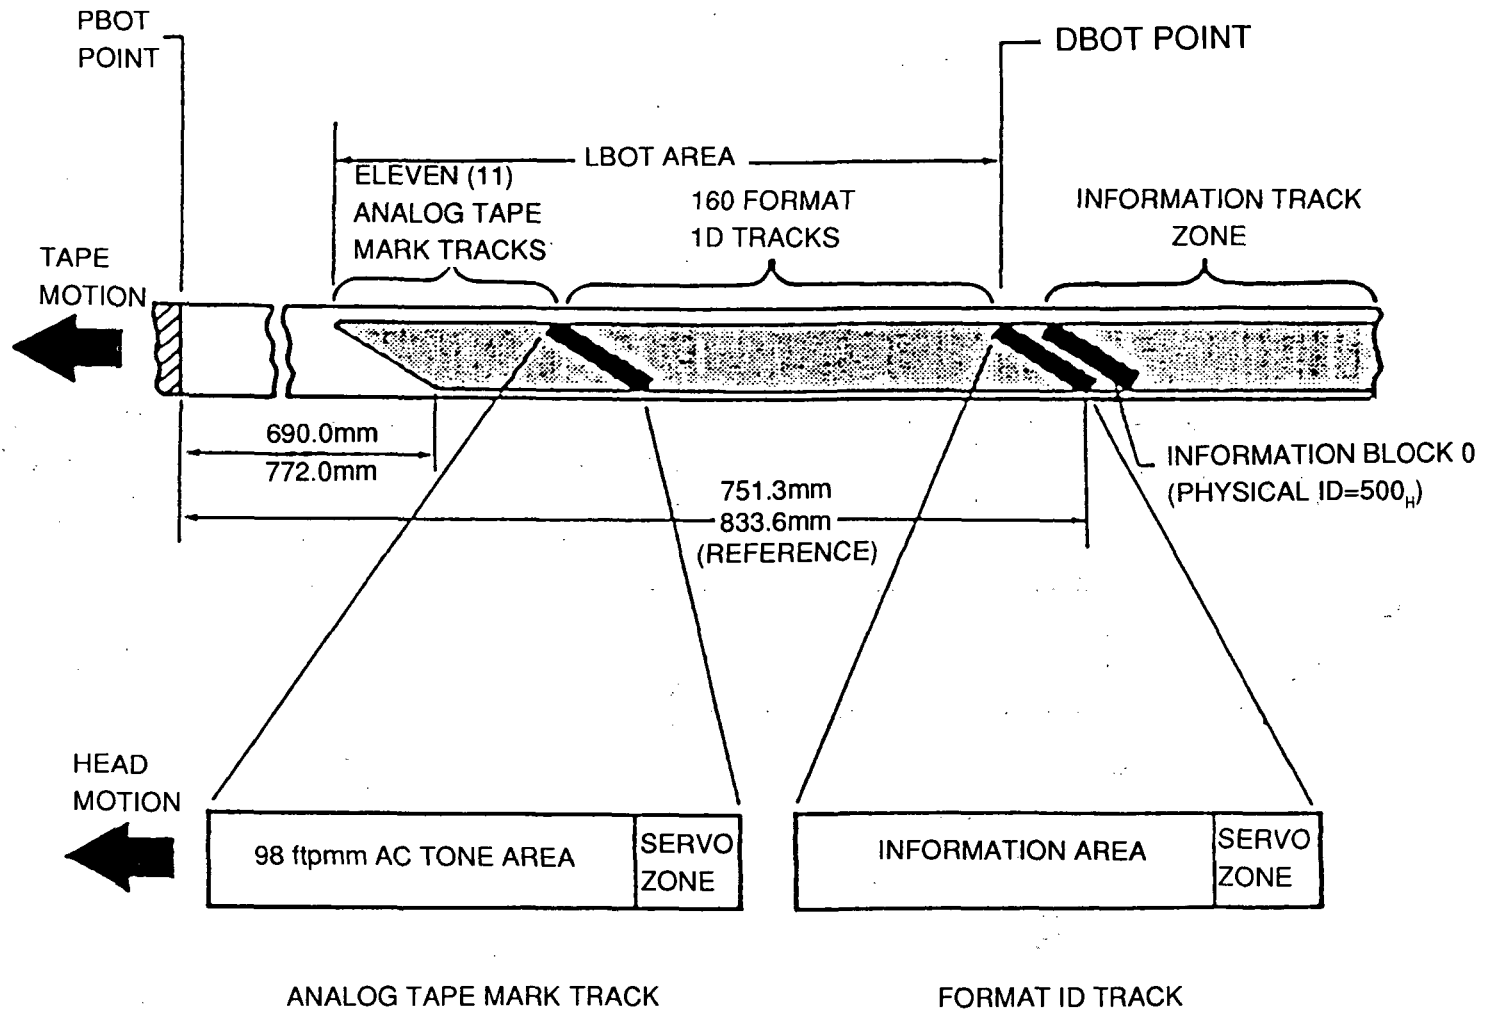 PBOT
POINT
DBOT POINT
LBOT AREA
ELEVEN (11)
ANALOG TAPE
MARK TRACKS
160 FORMAT
1D TRACKS
INFORMATION TRACK
ZONE
TAPE
MOTION
690.0mm
772.0mm
751.3mm
833.6mm
(REFERENCE)
INFORMATION BLOCK 0
(PHYSICAL ID=500H)
HEAD
MOTION
98 ftpmm AC TONE AREA
SERVO
ZONE
INFORMATION AREA
SERVO
ZONE
ANALOG TAPE MARK TRACK
FORMAT ID TRACK